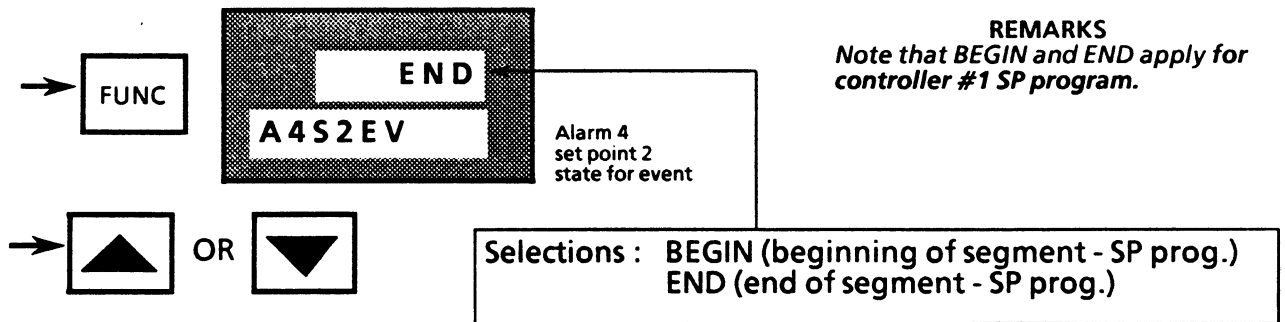 FUNC
END
A4S2EV
Alarm 4
set point 2
state for event
REMARKS
Note that BEGIN and END apply for
controller #1 SP program.
OR
Selections : BEGIN (beginning of segment - SP prog.)
END (end of segment - SP prog.)